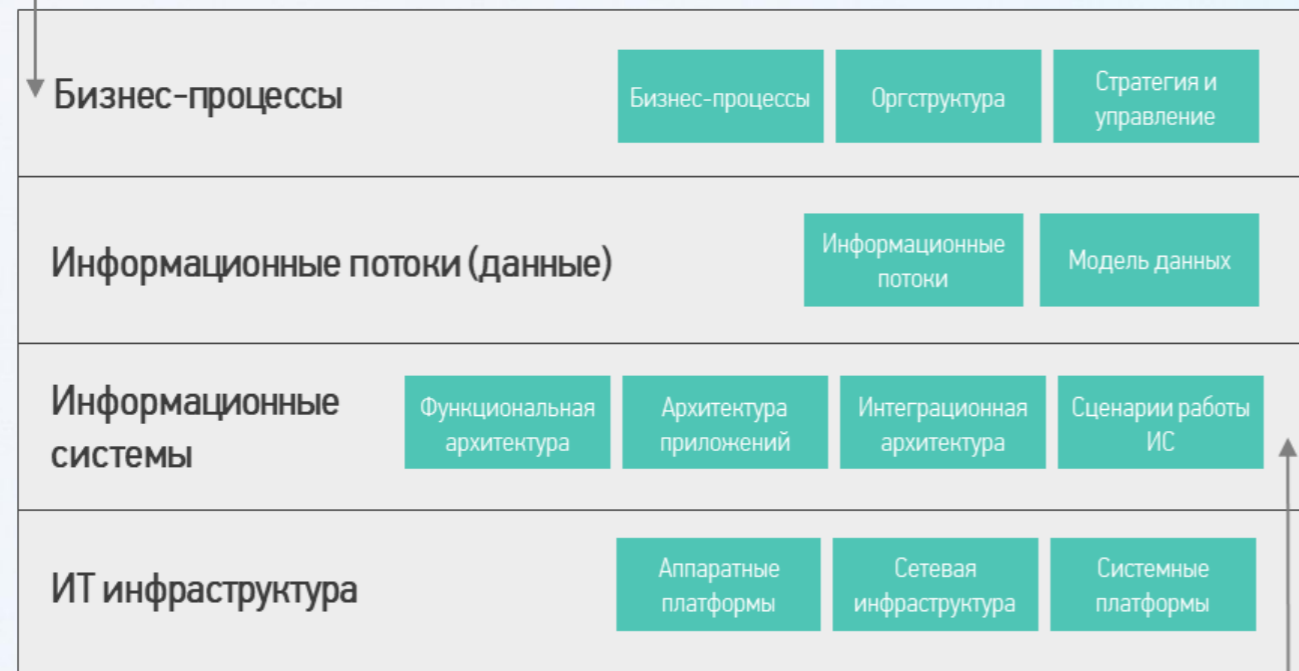 Бизнес-процессы
Бизнес-процессы
Оргструктура
Стратегия и
управление
Информационные потоки (данные)
Информационные
потоки
Модель данных
Информационные
системы
Функциональная
архитектура
Архитектура
приложений
Интеграционная
архитектура
Сценарии работы
ИС
ИТ инфраструктура
Аппаратные
платформы
Сетевая
инфраструктура
Системные
платформы